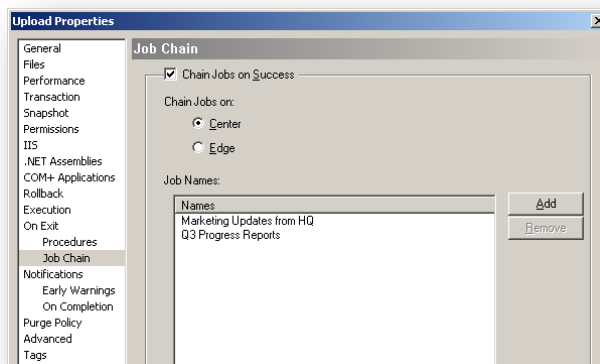 Upload Properties
General
Files
Performance
Transaction
Snapshot
Permissions
IIS
.NET Assemblies
COM+ Applications
Rollback
Execution
On Exit
Procedures
Job Chain
Notifications
Early Warnings
On Completion
Purge Policy
Advanced
Tags
Job Chain
Chain Jobs on Success
Chain Jobs on:
Center
Edge
Job Names:
Names
Marketing Updates from HQ
Q3 Progress Reports
Add
Remove